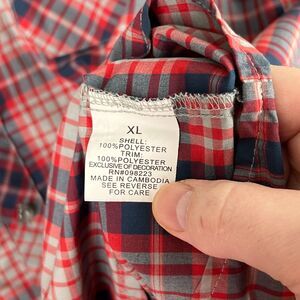 XL
SHELL:
100%POLYESTER
TRIM:
100%POLYESTER
EXCLUSIVE OF DECORATION
RN#098223
MADE IN CAMBODIA
SEE REVERSE
FOR CARE